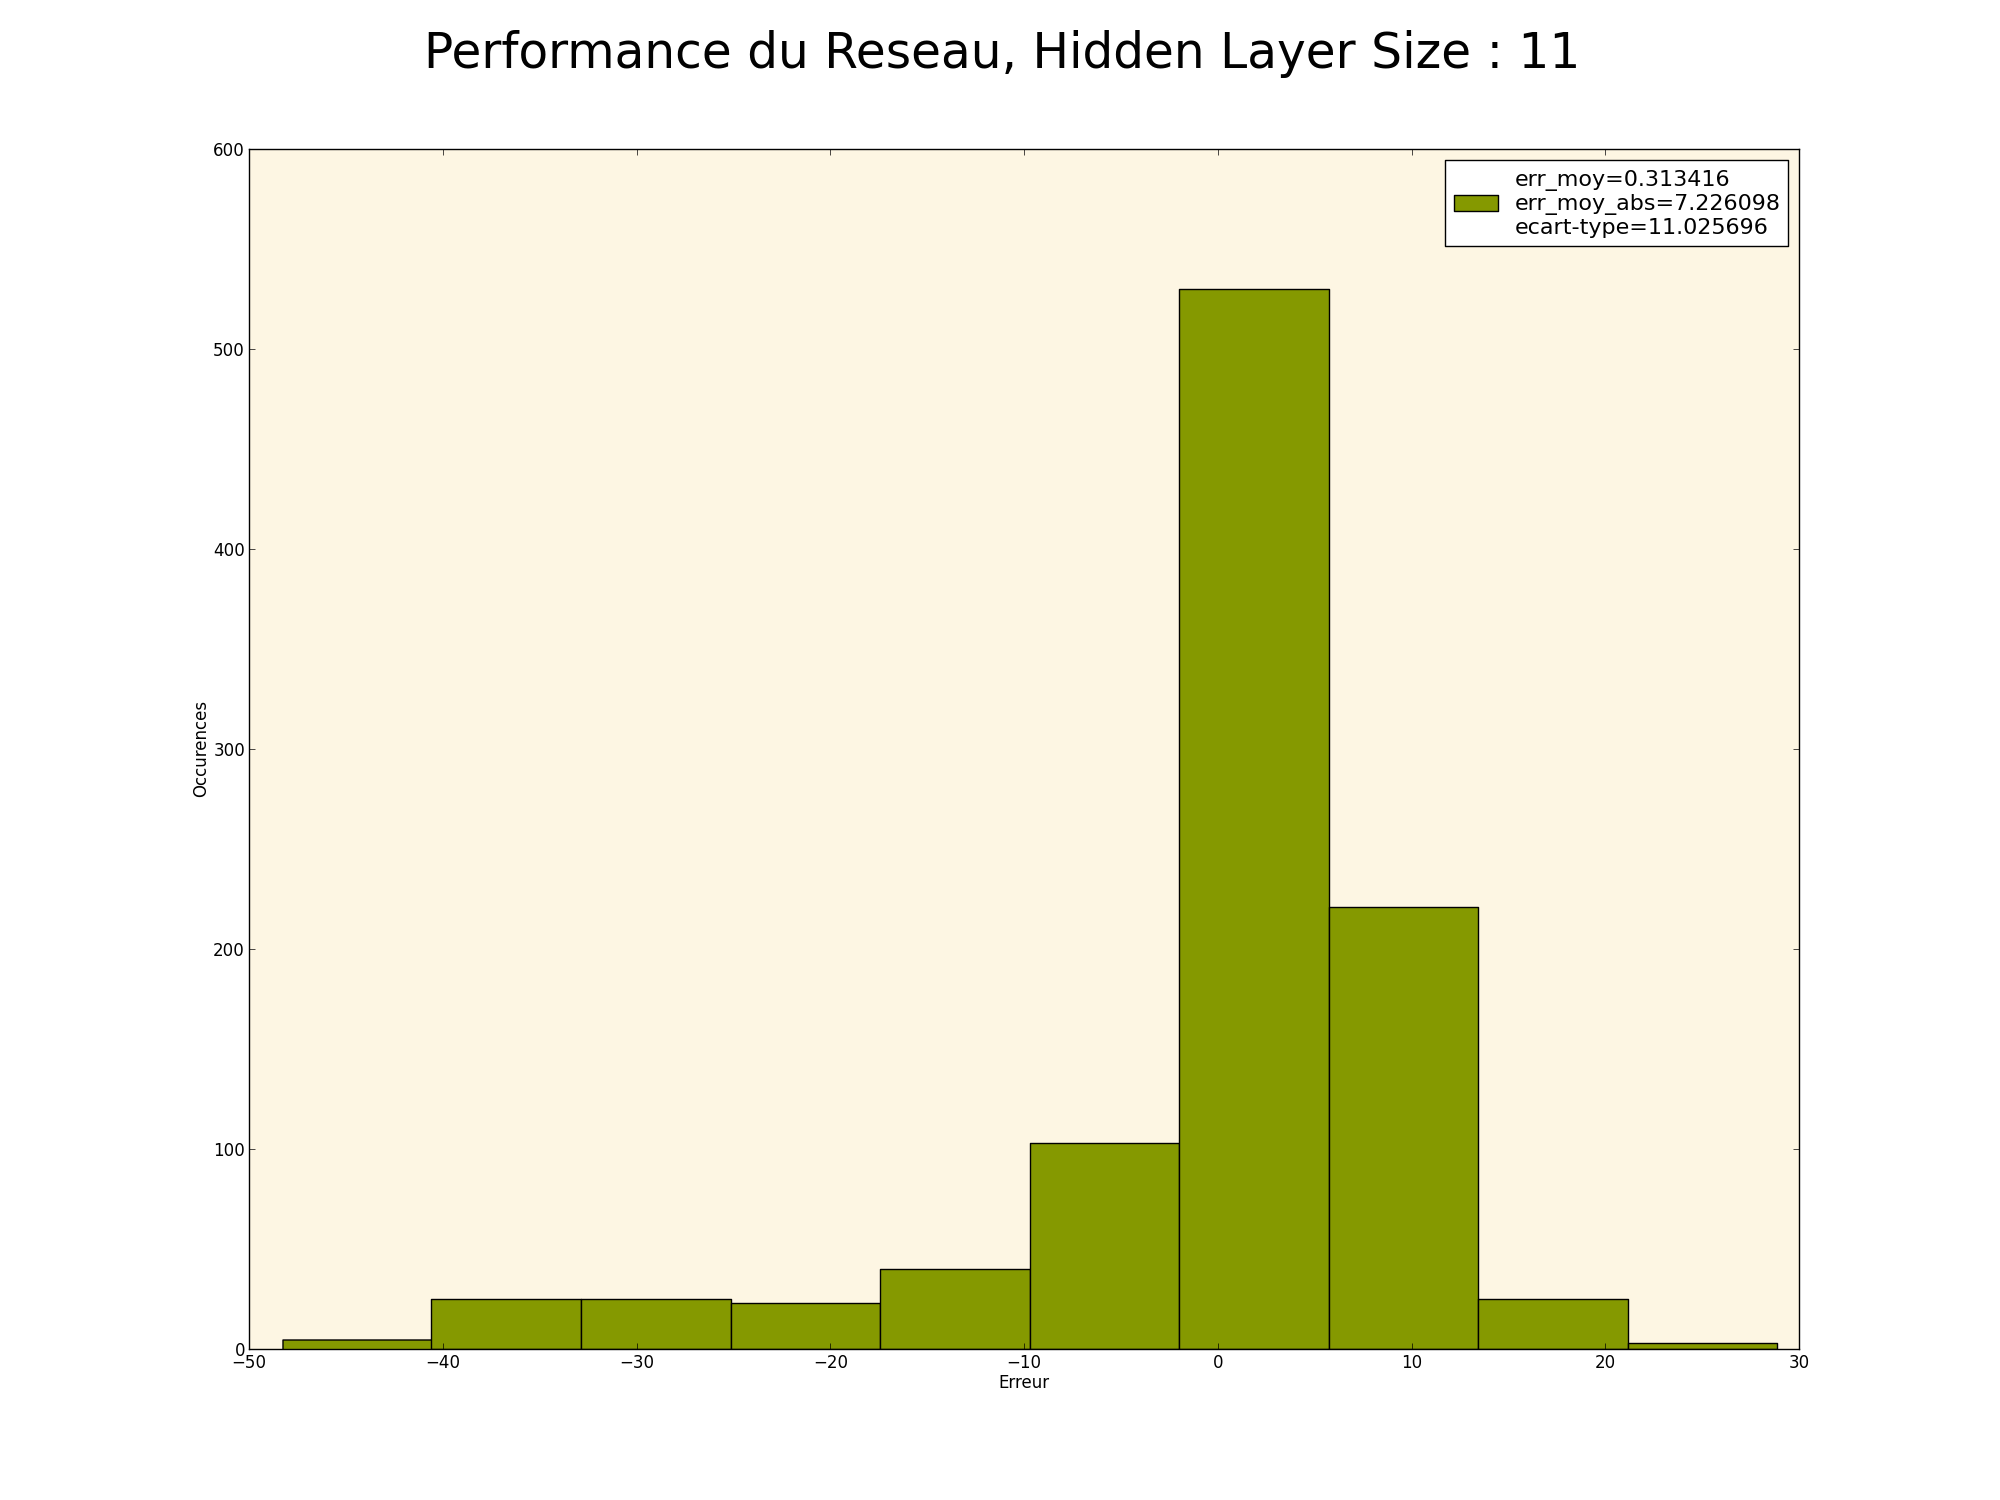 Performance du Reseau, Hidden Layer Size : 11
err_moy=0.313416
err_moy_abs=7.226098
ecart-type=11.025696
600
500
400
300
200
100
0
Occurences
−50 −40 −30 −20 −10 0 10 20 30
Erreur